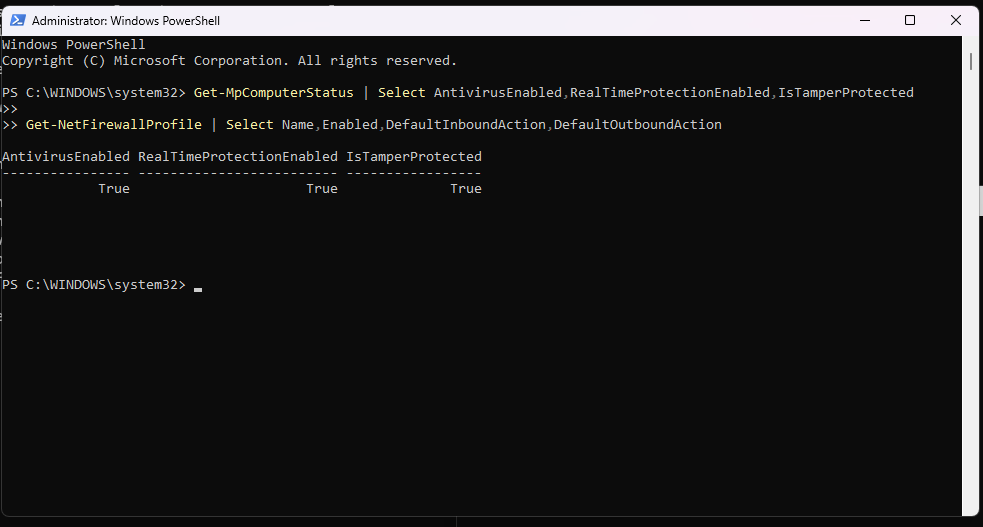 Administrator: Windows PowerShell
Windows PowerShell
Copyright (C) Microsoft Corporation. All rights reserved.
PS C:\WINDOWS\system32> Get-MpComputerStatus | Select AntivirusEnabled,RealTimeProtectionEnabled,IsTamperProtected
>>
>> Get-NetFirewallProfile | Select Name,Enabled,DefaultInboundAction,DefaultOutboundAction
AntivirusEnabled RealTimeProtectionEnabled IsTamperProtected
---------------- ------------------------- -----------------
True True True
PS C:\WINDOWS\system32>